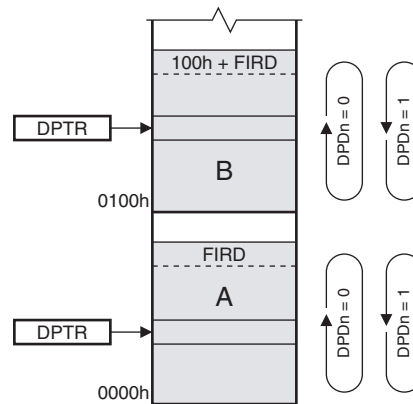 100h + FIRD
DPTR
B
0100h
DPDn = 0
DPDn = 1
FIRD
A
DPTR
0000h
DPDn = 0
DPDn = 1